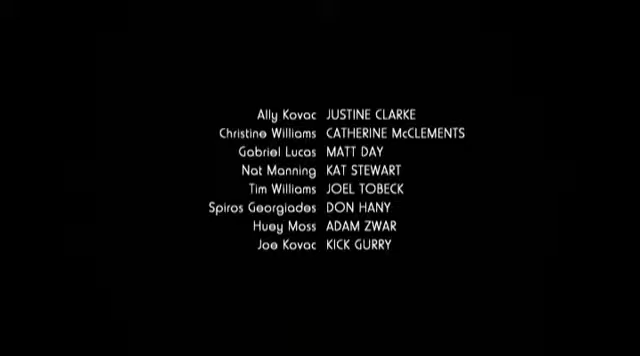 Ally Kovac JUSTINE CLARKE
Christine Williams CATHERINE McCLEMENTS
Gabriel Lucas MATT DAY
Nat Manning KAT STEWART
Tim Williams JOEL TOBECK
Spiros Georgiades DON HANY
Huey Moss ADAM ZWAR
Joe Kovac KICK GURRY